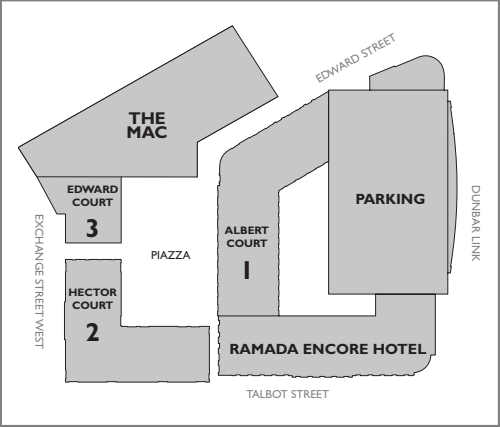 EDWARD STREET
THE
MAC
EDWARD
COURT
3
PARKING
ALBERT
COURT
1
PIAZZA
EXCHANGE STREET WEST
DUNBAR LINK
HECTOR
COURT
2
RAMADA ENCORE HOTEL
TALBOT STREET